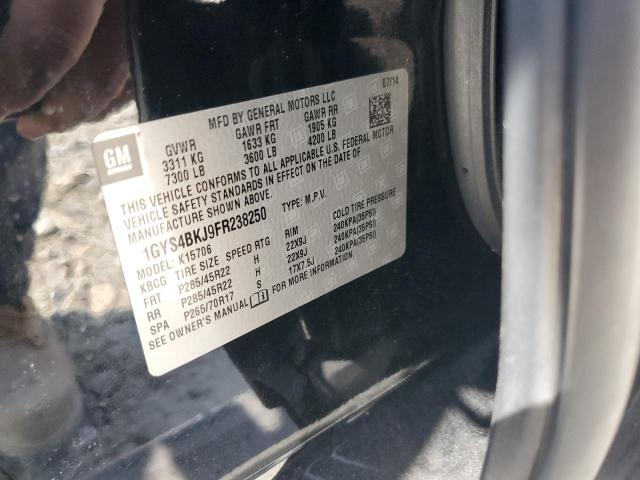 GM
MFD BY GENERAL MOTORS LLC 07/14
GVWR GAWR FRT GAWR RR
3311 KG 1633 KG 1905 KG
7300 LB 3600 LB 4200 LB
THIS VEHICLE CONFORMS TO ALL APPLICABLE U.S. FEDERAL MOTOR
VEHICLE SAFETY STANDARDS IN EFFECT ON THE DATE OF
MANUFACTURE SHOWN ABOVE.
1GYS4BKJ9FR238250 TYPE: M.P.V.
MODEL: K15706
KBCG TIRE SIZE SPEED RTG RIM COLD TIRE PRESSURE
FRT P285/45R22 H 22X9J 240KPA(35PSI)
RR P285/45R22 H 22X9J 240KPA(35PSI)
SPA P265/70R17 S 17X7.5J 240KPA(35PSI)
SEE OWNER'S MANUAL FOR MORE INFORMATION.